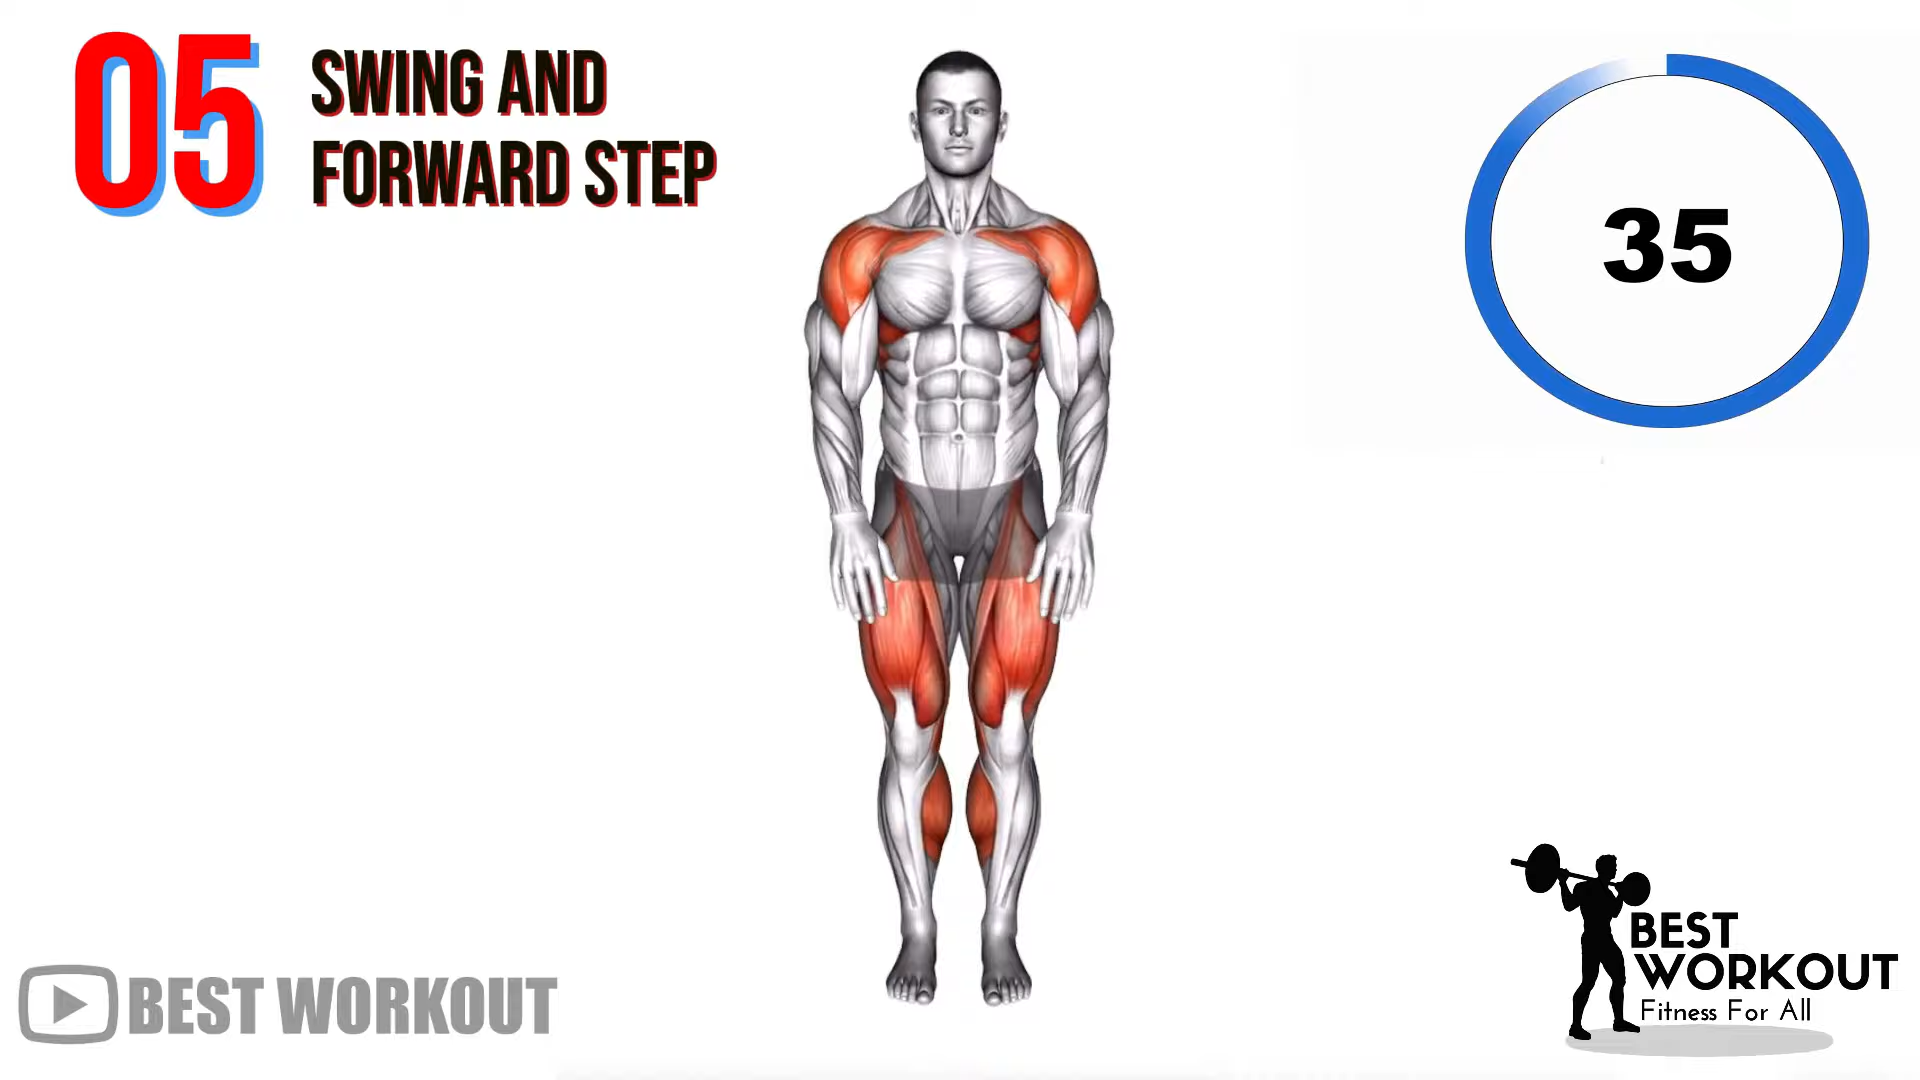 05
SWING AND
FORWARD STEP
35
BEST WORKOUT
BEST
WORKOUT
Fitness For All